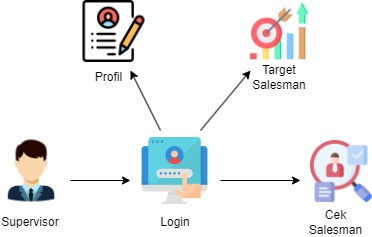 Profil
Target
Salesman
Supervisor
Login
Cek
Salesman